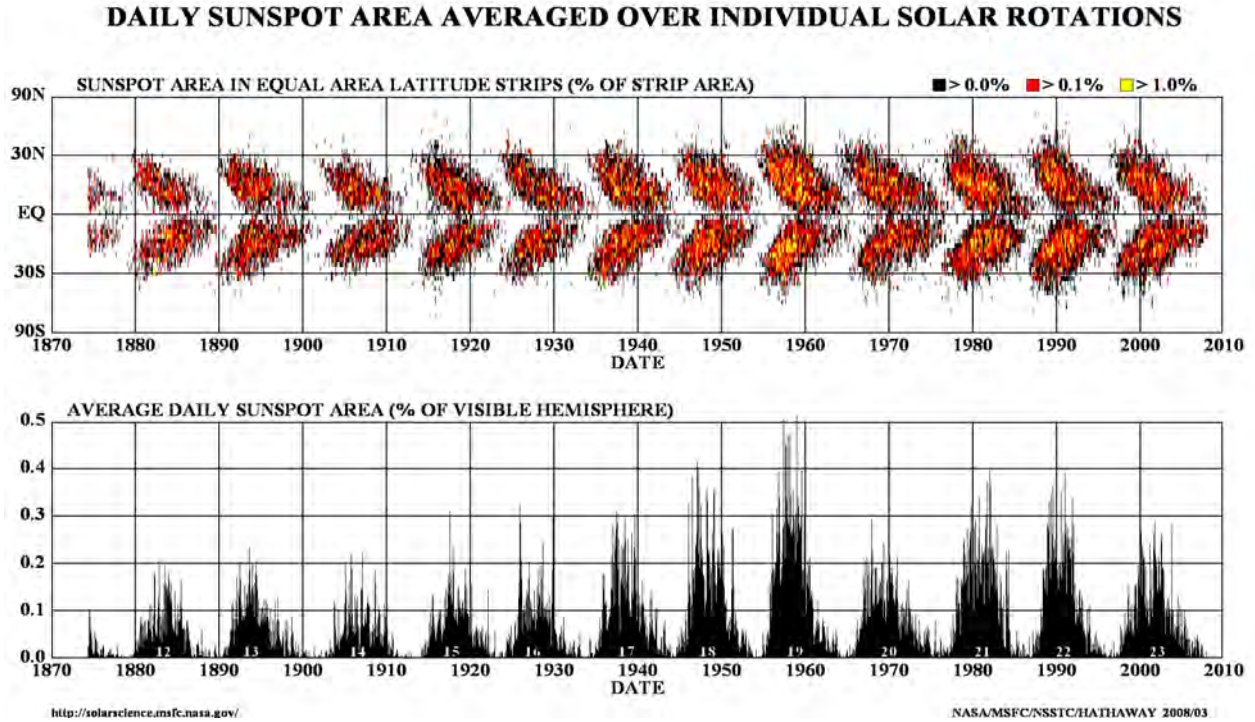 DAILY SUNSPOT AREA AVERAGED OVER INDIVIDUAL SOLAR ROTATIONS
SUNSPOT AREA IN EQUAL AREA LATITUDE STRIPS (% OF STRIP AREA) > 0.0% > 0.1% > 1.0%
90N
30N
EQ
30S
90S
1870 1880 1890 1900 1910 1920 1930 1940 1950 1960 1970 1980 1990 2000 2010
DATE
AVERAGE DAILY SUNSPOT AREA (% OF VISIBLE HEMISPHERE)
0.5
0.4
0.3
0.2
0.1
0.0
12 13 14 15 16 17 18 19 20 21 22 23
1870 1880 1890 1900 1910 1920 1930 1940 1950 1960 1970 1980 1990 2000 2010
DATE
http://solarscience.msfc.nasa.gov/ NASA/MSFC/NSSTC/HATHAWAY 2008/03